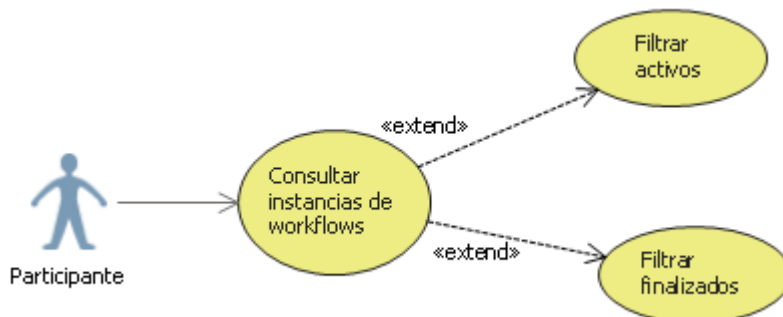 Filtrar
activos
«extend»
Consultar
instancias de
workflows
Participante
«extend»
Filtrar
finalizados